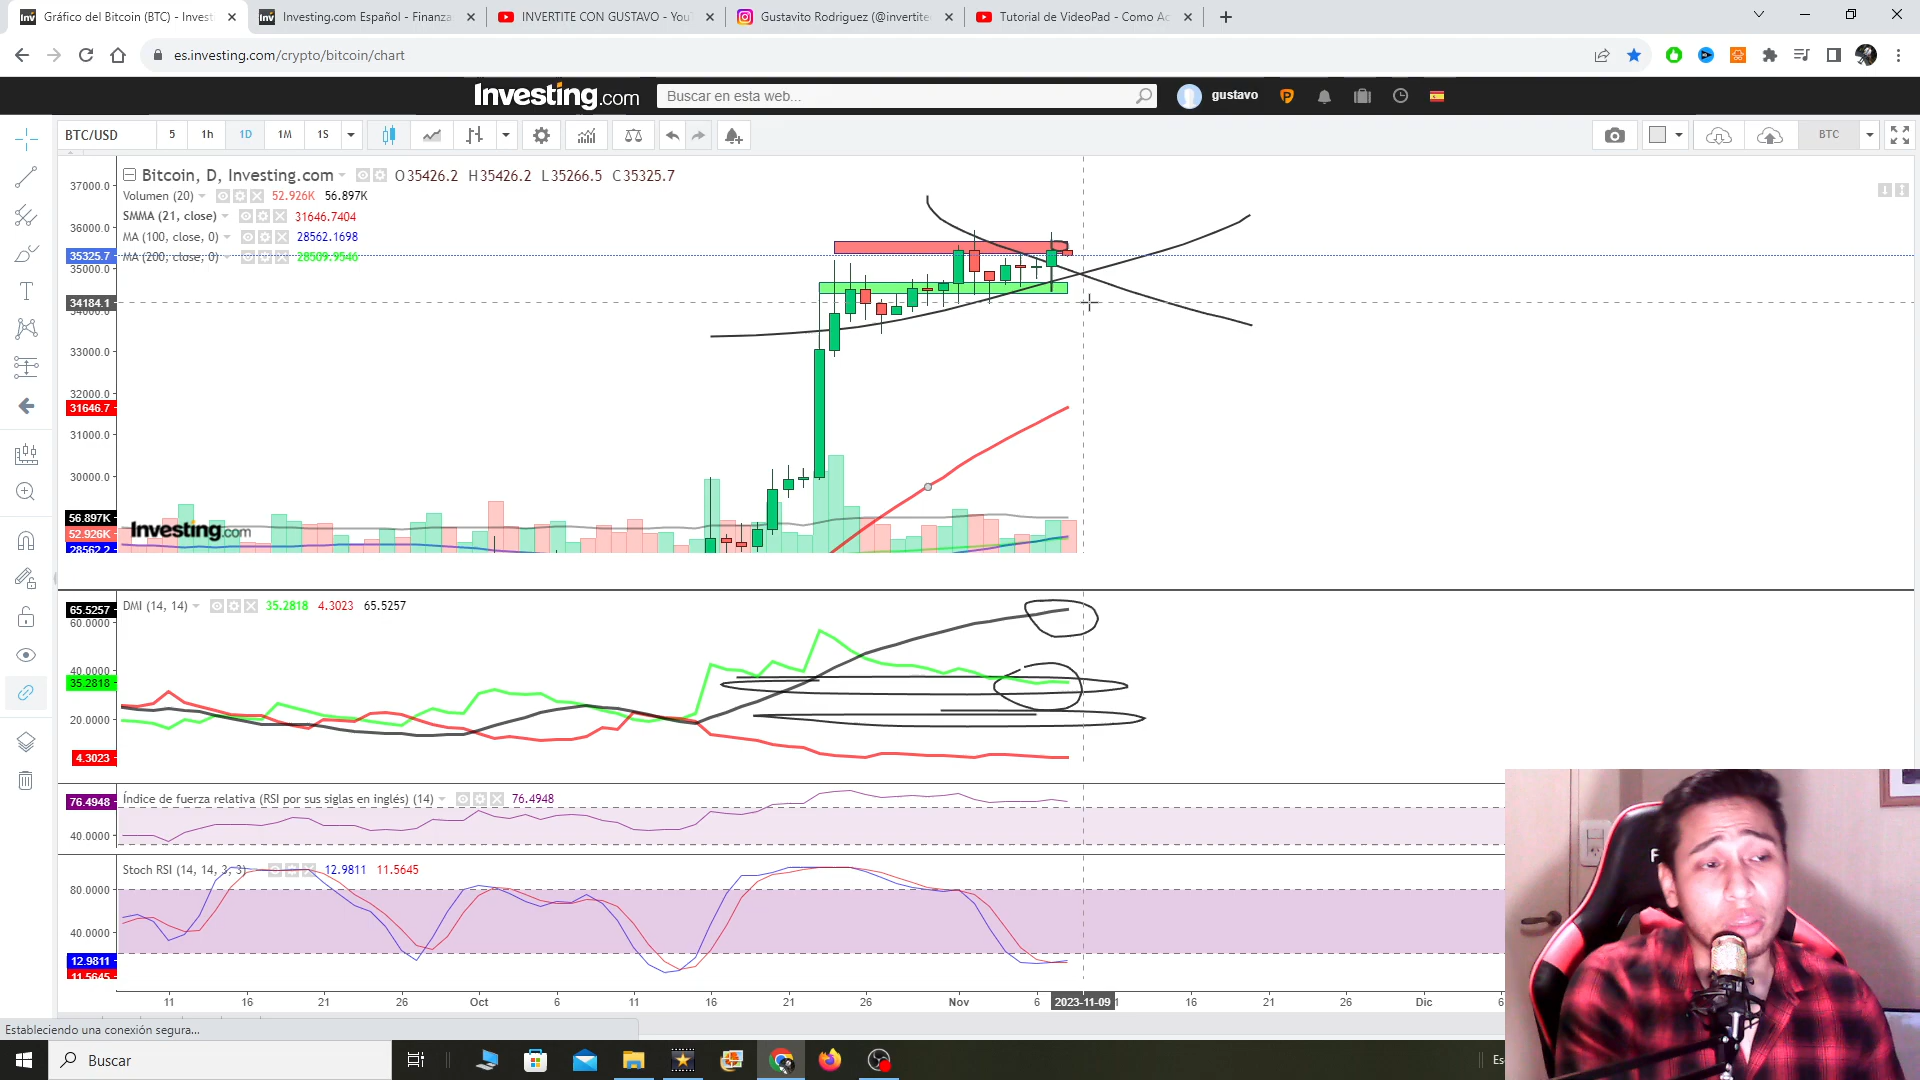 Gráfico del Bitcoin (BTC) - Invest
Investing.com Español - Finanza
INVERTITE CON GUSTAVO - You
Gustavito Rodriguez (@invertite
Tutorial de VideoPad - Como Ac
es.investing.com/crypto/bitcoin/chart
Investing.com
Buscar en esta web...
gustavo
BTC/USD 5 1h 1D 1M 1S
BTC
Bitcoin, D, Investing.com O35426.2 H35426.2 L35266.5 C35325.7
Volumen (20) 52.926K 56.897K
SMMA (21, close) 31646.7404
MA (100, close, 0) 28562.1698
MA (200, close, 0) 28509.9546
37000.0
36000.0
35325.7
35000.0
34184.1
34000.0
33000.0
32000.0
31646.7
31000.0
30000.0
56.897K
52.926K
28562.2
Investing.com
DMI (14, 14) 35.2818 4.3023 65.5257
65.5257
60.0000
40.0000
35.2818
20.0000
4.3023
Índice de fuerza relativa (RSI por sus siglas en inglés) (14) 76.4948
76.4948
40.0000
Stoch RSI (14, 14, 3, 3) 12.9811 11.5645
80.0000
40.0000
12.9811
11.5645
11 16 21 26 Oct 6 11 16 21 26 Nov 6 2023-11-09 16 21 26 Dic 6
Estableciendo una conexión segura...
Buscar
Es